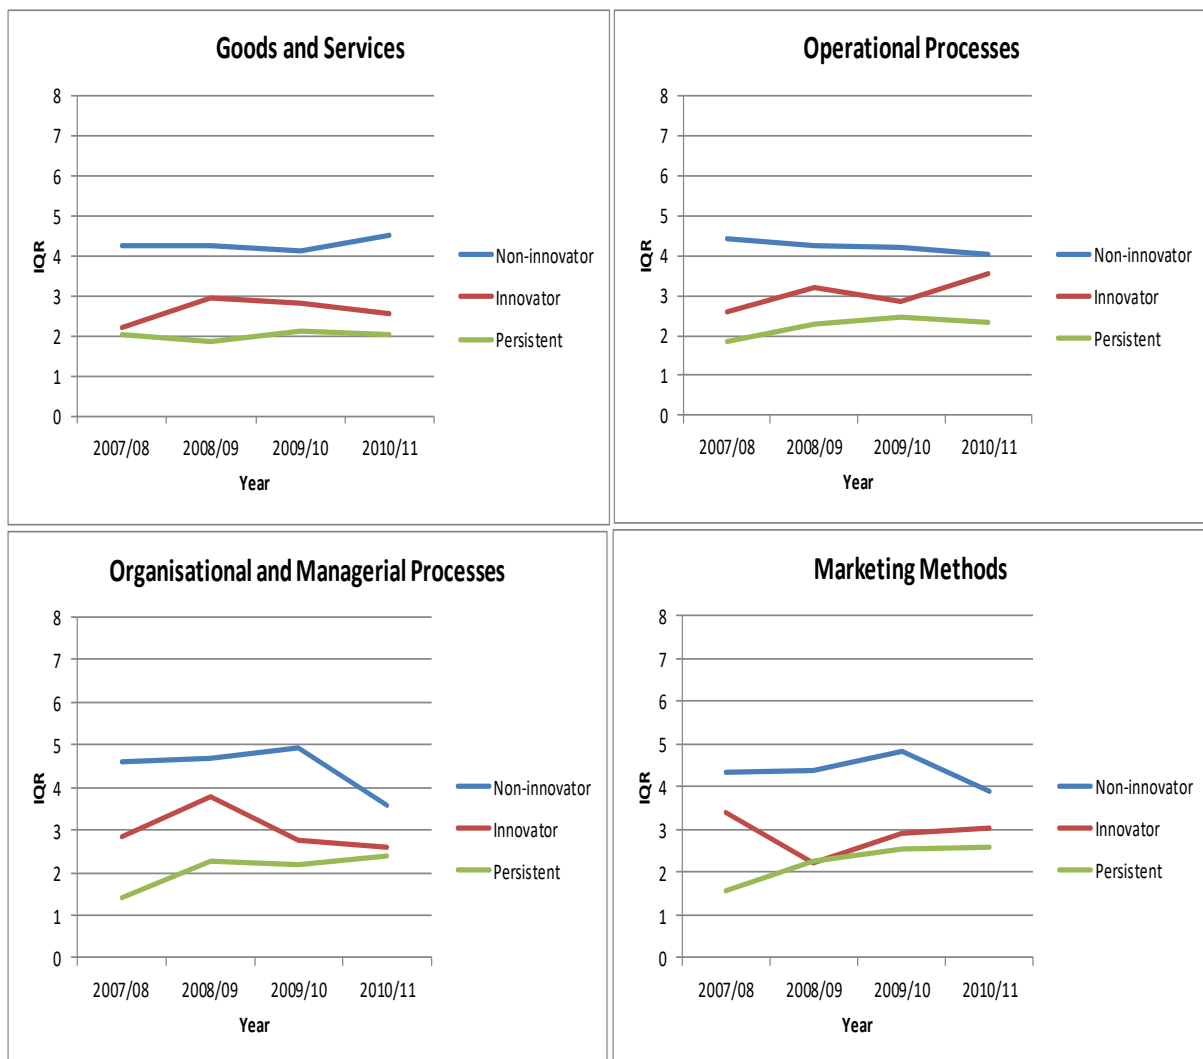 Goods and Services
8
7
6
5
4
3
2
1
0
IQR
2007/08 2008/09 2009/10 2010/11
Year
Non-innovator
Innovator
Persistent
Operational Processes
8
7
6
5
4
3
2
1
0
IQR
2007/08 2008/09 2009/10 2010/11
Year
Non-innovator
Innovator
Persistent
Organisational and Managerial Processes
8
7
6
5
4
3
2
1
0
IQR
2007/08 2008/09 2009/10 2010/11
Year
Non-innovator
Innovator
Persistent
Marketing Methods
8
7
6
5
4
3
2
1
0
IQR
2007/08 2008/09 2009/10 2010/11
Year
Non-innovator
Innovator
Persistent